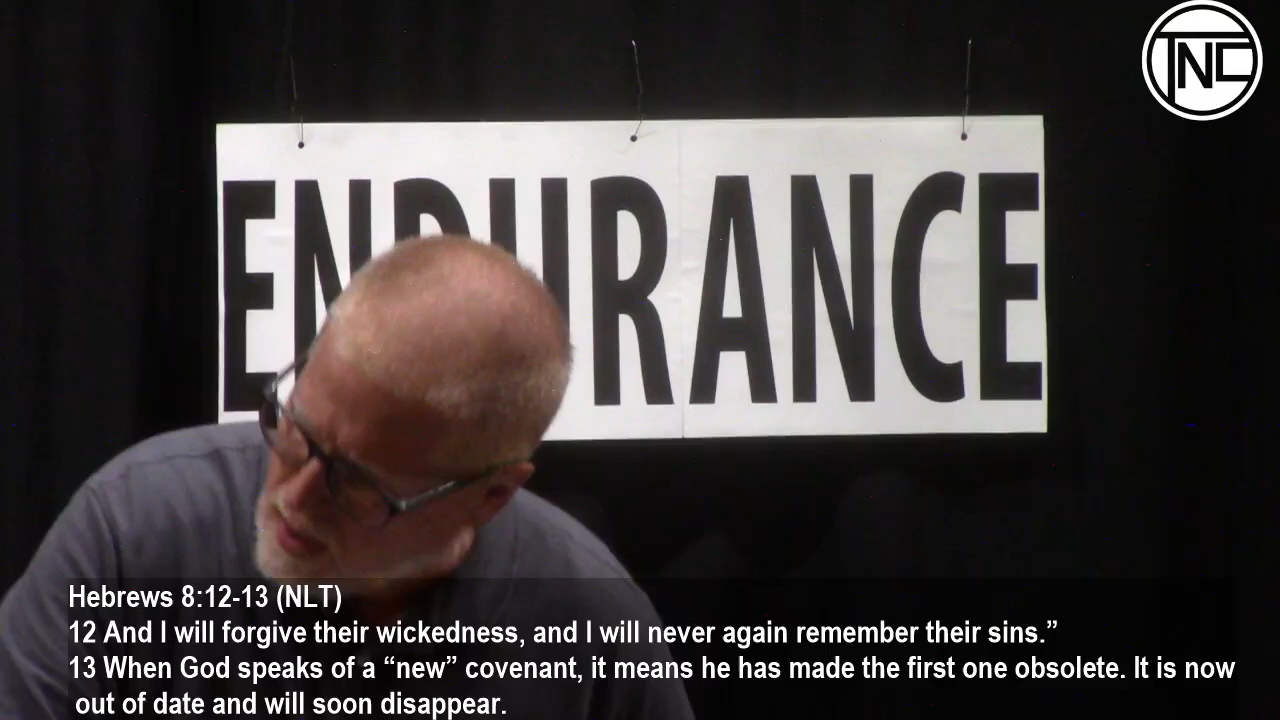 TNC
ENDURANCE
Hebrews 8:12-13 (NLT)
12 And I will forgive their wickedness, and I will never again remember their sins.”
13 When God speaks of a “new” covenant, it means he has made the first one obsolete. It is now
out of date and will soon disappear.